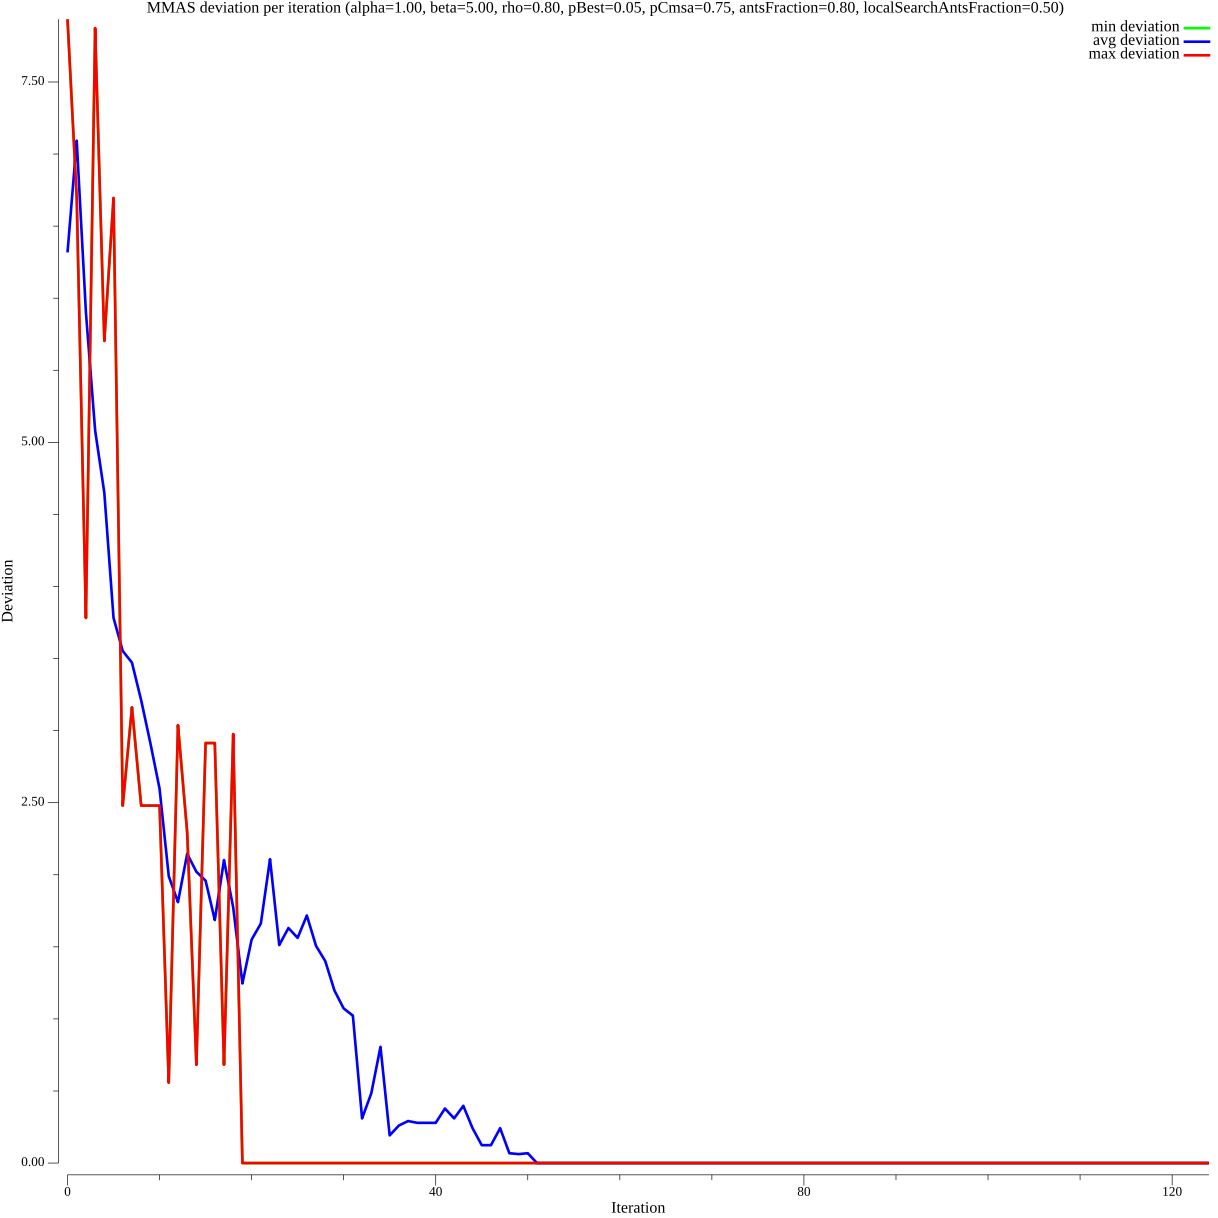 MMAS deviation per iteration (alpha=1.00, beta=5.00, rho=0.80, pBest=0.05, pCmsa=0.75, antsFraction=0.80, localSearchAntsFraction=0.50)
min deviation
avg deviation
max deviation
7.50
5.00
2.50
0.00
Deviation
0 40 80 120
Iteration